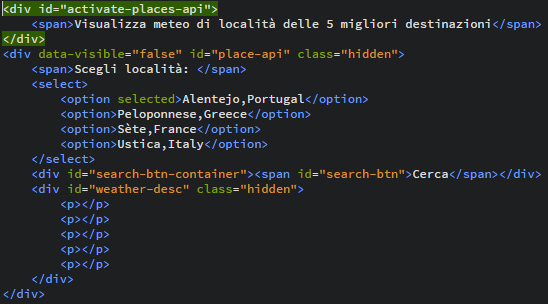 <div id="activate-places-api">
    <span>Visualizza meteo di località delle 5 migliori destinazioni</span>
</div>
<div data-visible="false" id="place-api" class="hidden">
    <span>Scegli località: </span>
    <select>
        <option selected>Alentejo,Portugal</option>
        <option>Peloponnese,Greece</option>
        <option>Sète,France</option>
        <option>Ustica,Italy</option>
    </select>
    <div id="search-btn-container"><span id="search-btn">Cerca</span></div>
    <div id="weather-desc" class="hidden">
        <p></p>
        <p></p>
        <p></p>
        <p></p>
        <p></p>
    </div>
</div>